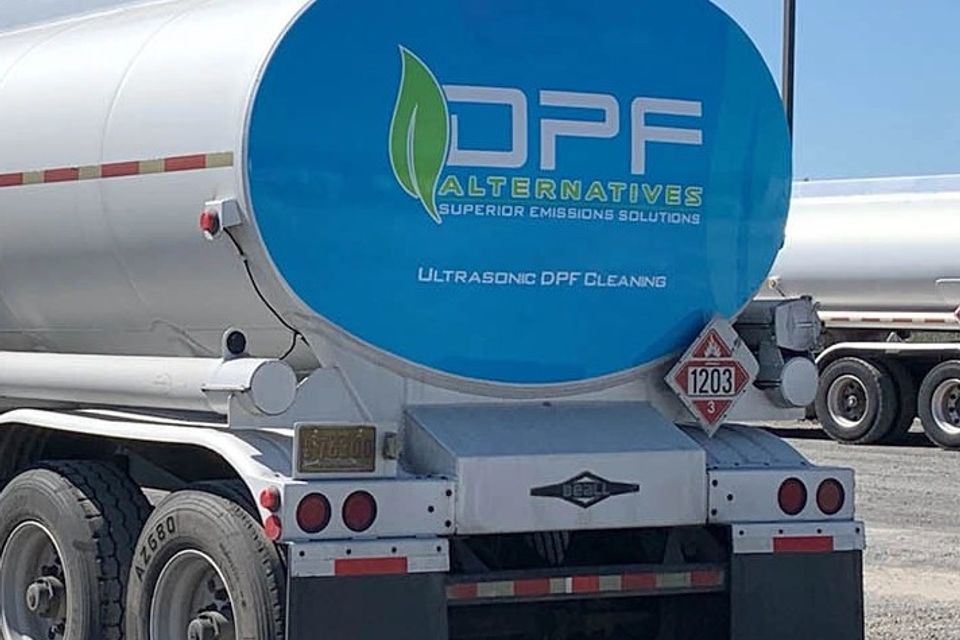 DPF
ALTERNATIVES
SUPERIOR EMISSIONS SOLUTIONS
ULTRASONIC DPF CLEANING
1203
3
BEALL
AZ680